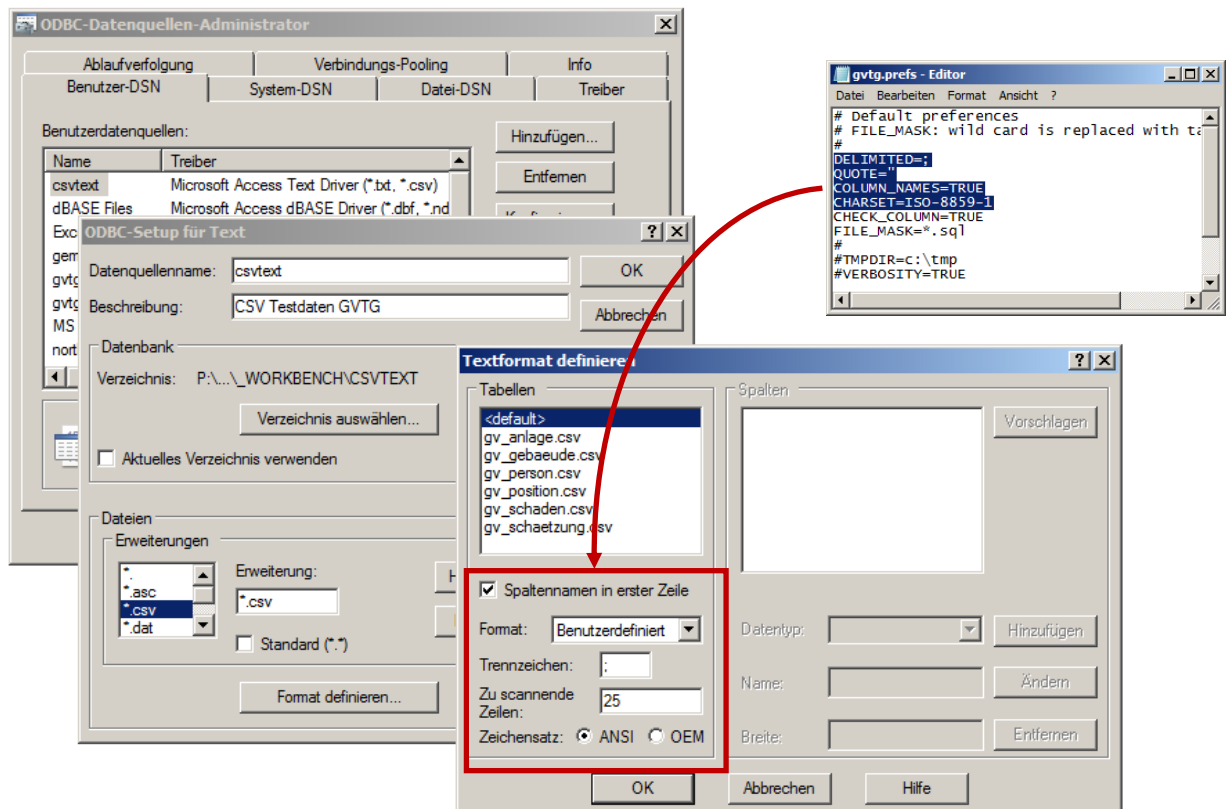 ODBC-Datenquellen-Administrator
Ablaufverfolgung Verbindungs-Pooling Info
Benutzer-DSN System-DSN Datei-DSN Treiber
Benutzerdatenquellen:
Name Treiber
csvtext Microsoft Access Text Driver (*.txt, *.csv)
dBASE Files Microsoft Access dBASE Driver (*.dbf, *.nd
Exc
gem
gvtg
gvtg
MS
nort
Hinzufügen...
Entfernen
ODBC-Setup für Text
Datenquellenname: csvtext
OK
Beschreibung: CSV Testdaten GVTG
Abbrechen
Datenbank
Verzeichnis: P:\...\_WORKBENCH\CSVTEXT
Verzeichnis auswählen...
Aktuelles Verzeichnis verwenden
Dateien
Erweiterungen
*.
*.asc
*.csv
*.dat
Erweiterung:
*.csv
Standard (*.*)
Format definieren...
gvtg.prefs - Editor
Datei Bearbeiten Format Ansicht ?
# Default preferences
# FILE_MASK: wild card is replaced with ta
#
DELIMITED=;
QUOTE="
COLUMN_NAMES=TRUE
CHARSET=ISO-8859-1
CHECK_COLUMN=TRUE
FILE_MASK=*.sql
#
#TMPDIR=c:\tmp
#VERBOSITY=TRUE
Textformat definieren
Tabellen
<default>
gv_anlage.csv
gv_gebaeude.csv
gv_person.csv
gv_position.csv
gv_schaden.csv
gv_schaetzung.csv
Spaltennamen in erster Zeile
Format: Benutzerdefiniert
Trennzeichen: ;
Zu scannende
Zeilen: 25
Zeichensatz: ANSI OEM
Spalten
Vorschlagen
Datentyp: Hinzufügen
Name: Ändern
Breite: Entfernen
OK Abbrechen Hilfe